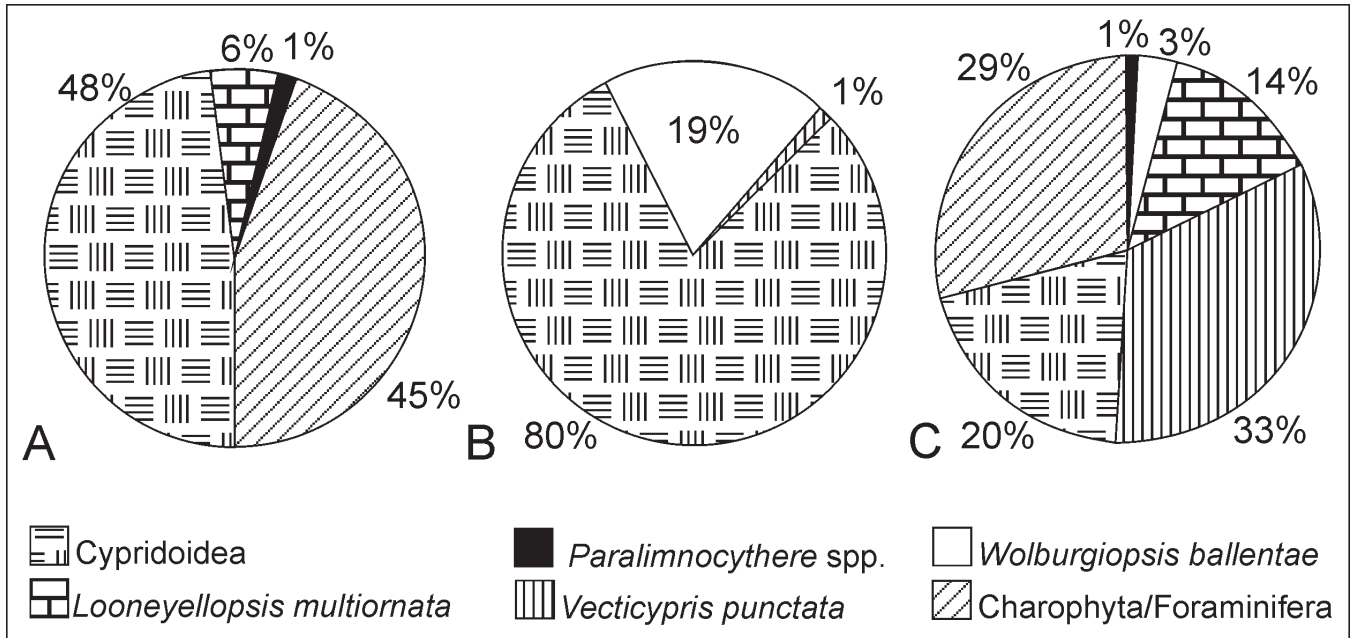 6% 1%
48%
45%
A
19%
1%
80%
B
1% 3%
29%
14%
20%
33%
C
Cypridoidea
Paralimnocythere spp.
Wolburgiopsis ballentae
Looneyellopsis multiornata
Vecticypris punctata
Charophyta/Foraminifera